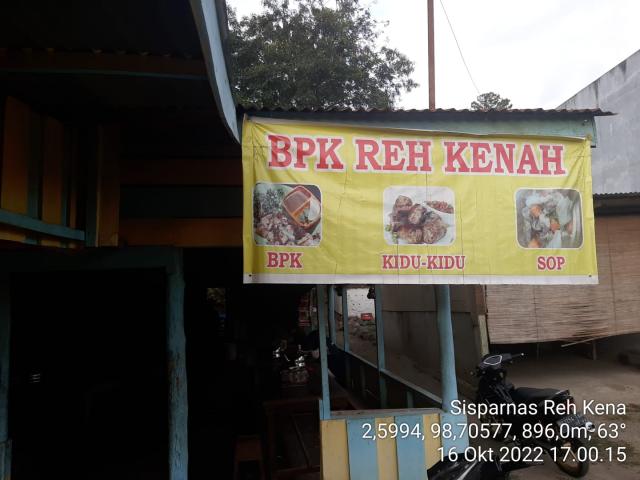 BPK REH KENAH
BPK
KIDU-KIDU
SOP
Sisparnas Reh Kena
2,5994, 98,70577, 896,0m, 63°
16 Okt 2022 17.00.15